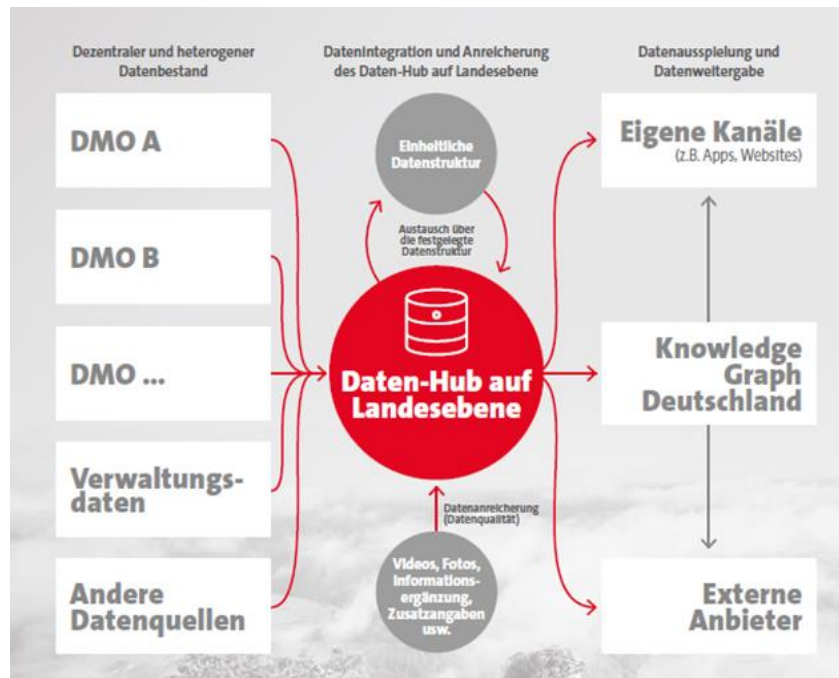 Dezentraler und heterogener
Datenbestand
Datenintegration und Anreicherung
des Daten-Hub auf Landesebene
Datenausspielung und
Datenweitergabe
DMO A
DMO B
DMO ...
Verwaltungs-
daten
Andere
Datenquellen
Einheitliche
Datenstruktur
Austausch über
die festgelegte
Datenstruktur
Daten-Hub auf
Landesebene
Datenanreicherung
(Datenqualität)
Videos, Fotos,
Informations-
ergänzung,
Zusatzangaben
usw.
Eigene Kanäle
(z.B. Apps, Websites)
Knowledge
Graph
Deutschland
Externe
Anbieter